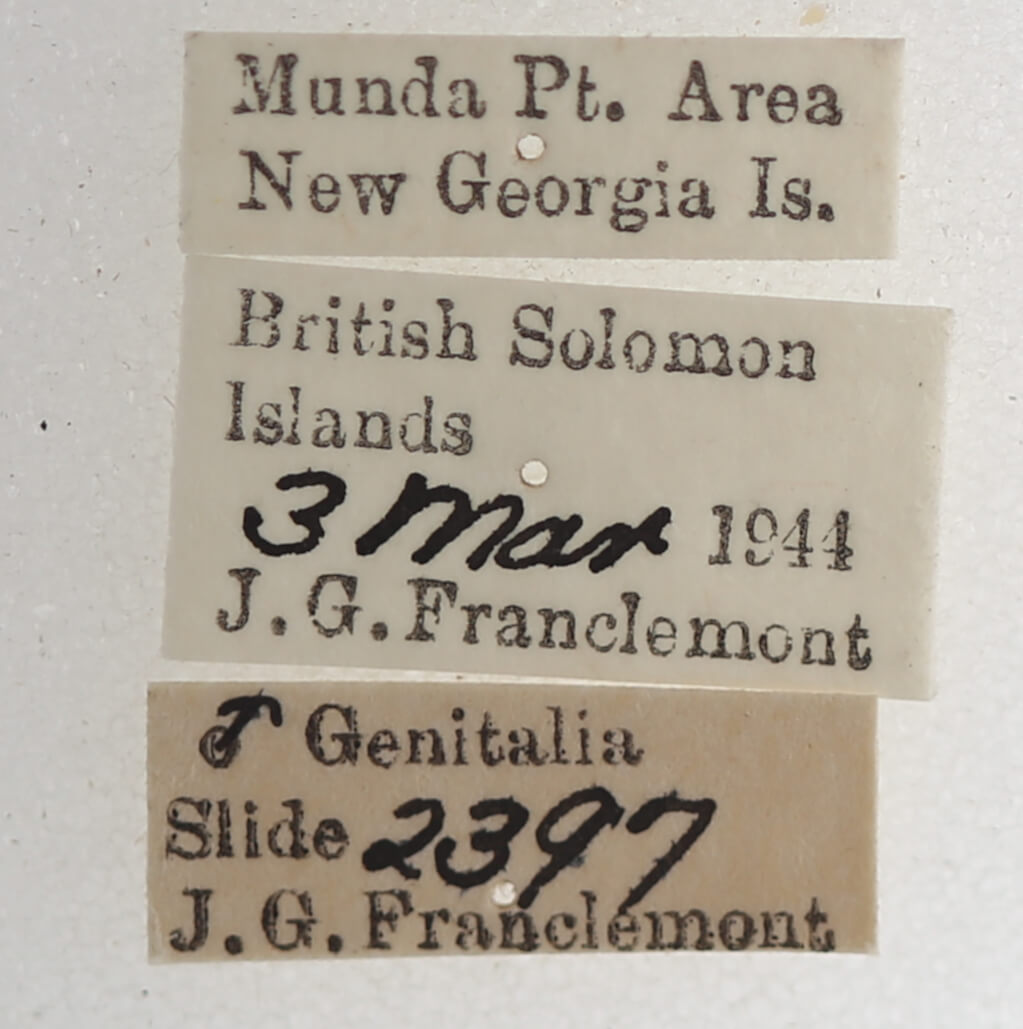 Munda Pt. Area
New Georgia Is.
British Solomon
Islands
3 Mar 1944
J. G. Franclemont
♂ Genitalia
Slide 2397
J. G. Franclemont